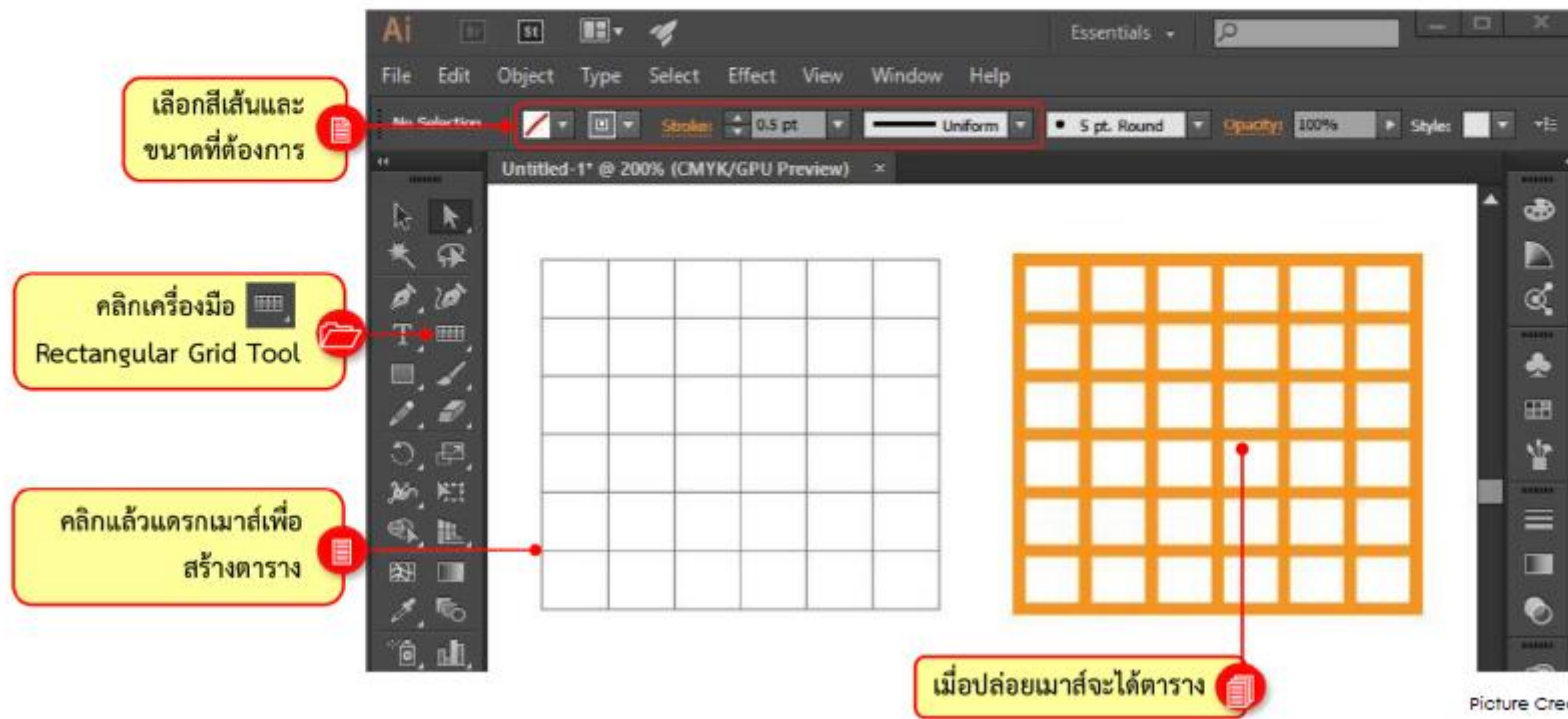 Ai Br St Essentials
File Edit Object Type Select Effect View Window Help
No Selection Stroke: 0.5 pt Uniform 5 pt. Round Opacity: 100% Style:
Untitled-1* @ 200% (CMYK/GPU Preview) ×
เลือกสีเส้นและ
ขนาดที่ต้องการ
คลิกเครื่องมือ
Rectangular Grid Tool
คลิกแล้วแดรกเมาส์เพื่อ
สร้างตาราง
เมื่อปล่อยเมาส์จะได้ตาราง
Picture Cre